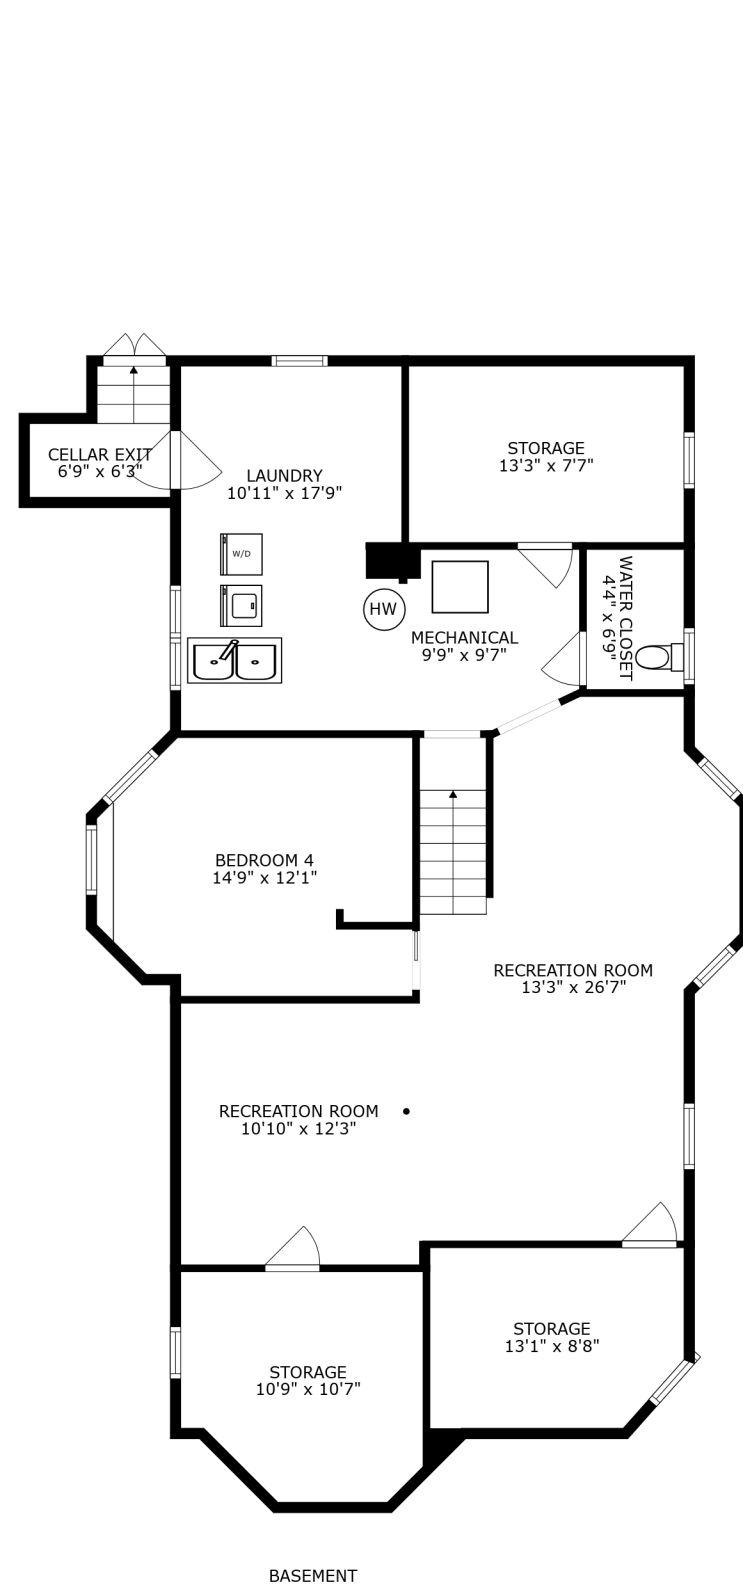 CELLAR EXIT
6'9" x 6'3"
STORAGE
13'3" x 7'7"
LAUNDRY
10'11" x 17'9"
W/D
HW
MECHANICAL
9'9" x 9'7"
WATER CLOSET
4'4" x 6'9"
BEDROOM 4
14'9" x 12'1"
RECREATION ROOM
13'3" x 26'7"
RECREATION ROOM
10'10" x 12'3"
STORAGE
13'1" x 8'8"
STORAGE
10'9" x 10'7"
BASEMENT